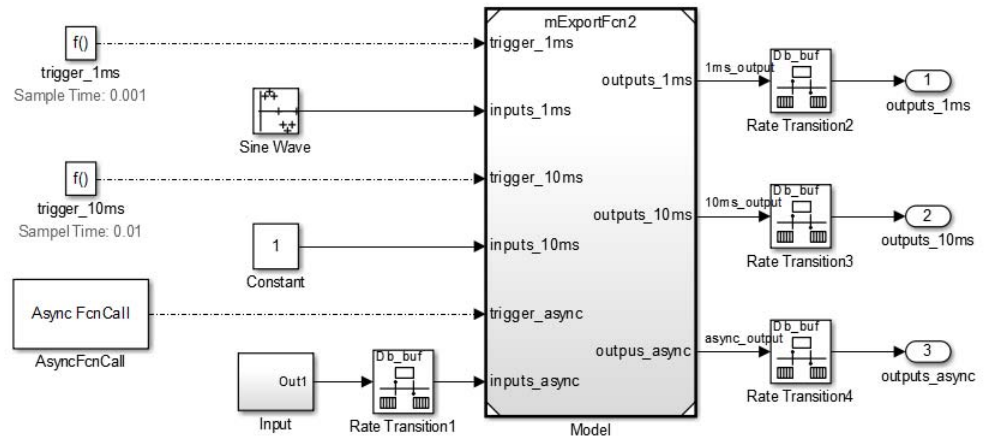 mExportFcn2
f()
trigger_1ms
Sample Time: 0.001
trigger_1ms
Sine Wave
inputs_1ms
outputs_1ms
1ms_output
Db_buf
Rate Transition2
1
outputs_1ms
f()
trigger_10ms
Sampel Time: 0.01
trigger_10ms
1
Constant
inputs_10ms
outputs_10ms
10ms_output
Db_buf
Rate Transition3
2
outputs_10ms
Async FcnCall
AsyncFcnCall
trigger_async
Out1
Input
Db_buf
Rate Transition1
inputs_async
outpus_async
async_output
Db_buf
Rate Transition4
3
outputs_async
Model